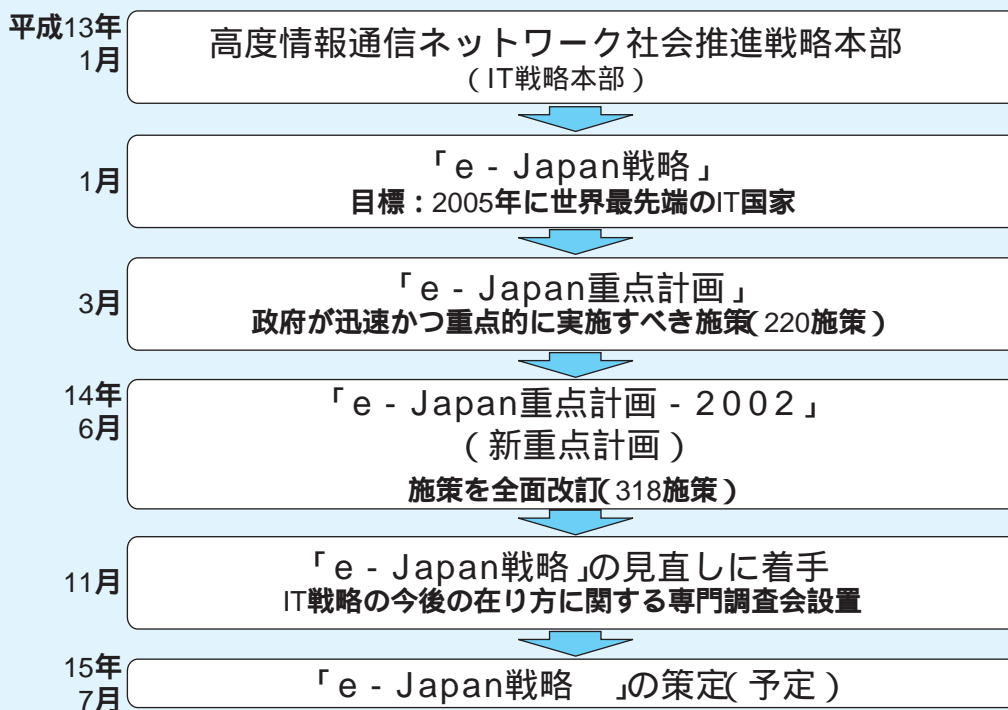 平成13年
1月
高度情報通信ネットワーク社会推進戦略本部
（IT戦略本部）
1月
「e-Japan戦略」
目標：2005年に世界最先端のIT国家
3月
「e-Japan重点計画」
政府が迅速かつ重点的に実施すべき施策（220施策）
14年
6月
「e-Japan重点計画-2002」
（新重点計画）
施策を全面改訂（318施策）
11月
「e-Japan戦略」の見直しに着手
IT戦略の今後の在り方に関する専門調査会設置
15年
7月
「e-Japan戦略　」の策定（予定）